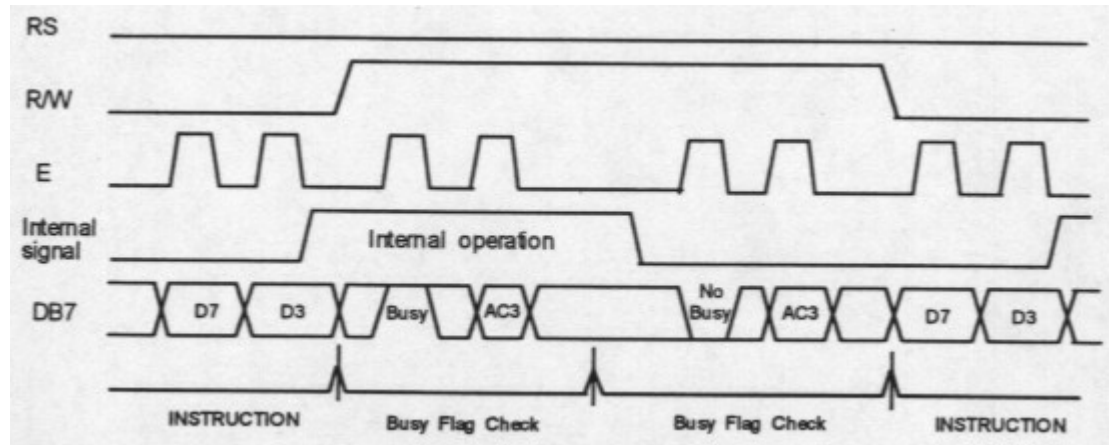 RS
R/W
E
Internal
signal
Internal operation
DB7
D7 D3 Busy AC3 No
Busy AC3 D7 D3
INSTRUCTION Busy Flag Check Busy Flag Check INSTRUCTION